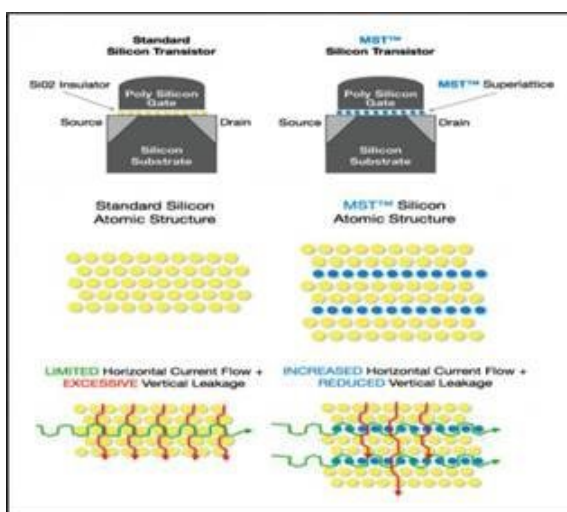 Standard
Silicon Transistor
MST™
Silicon Transistor
SiO2 Insulator
Poly Silicon
Gate
Poly Silicon
Gate
MST™ Superlattice
Source
Drain
Source
Drain
Silicon
Substrate
Silicon
Substrate
Standard Silicon
Atomic Structure
MST™ Silicon
Atomic Structure
LIMITED Horizontal Current Flow +
EXCESSIVE Vertical Leakage
INCREASED Horizontal Current Flow +
REDUCED Vertical Leakage